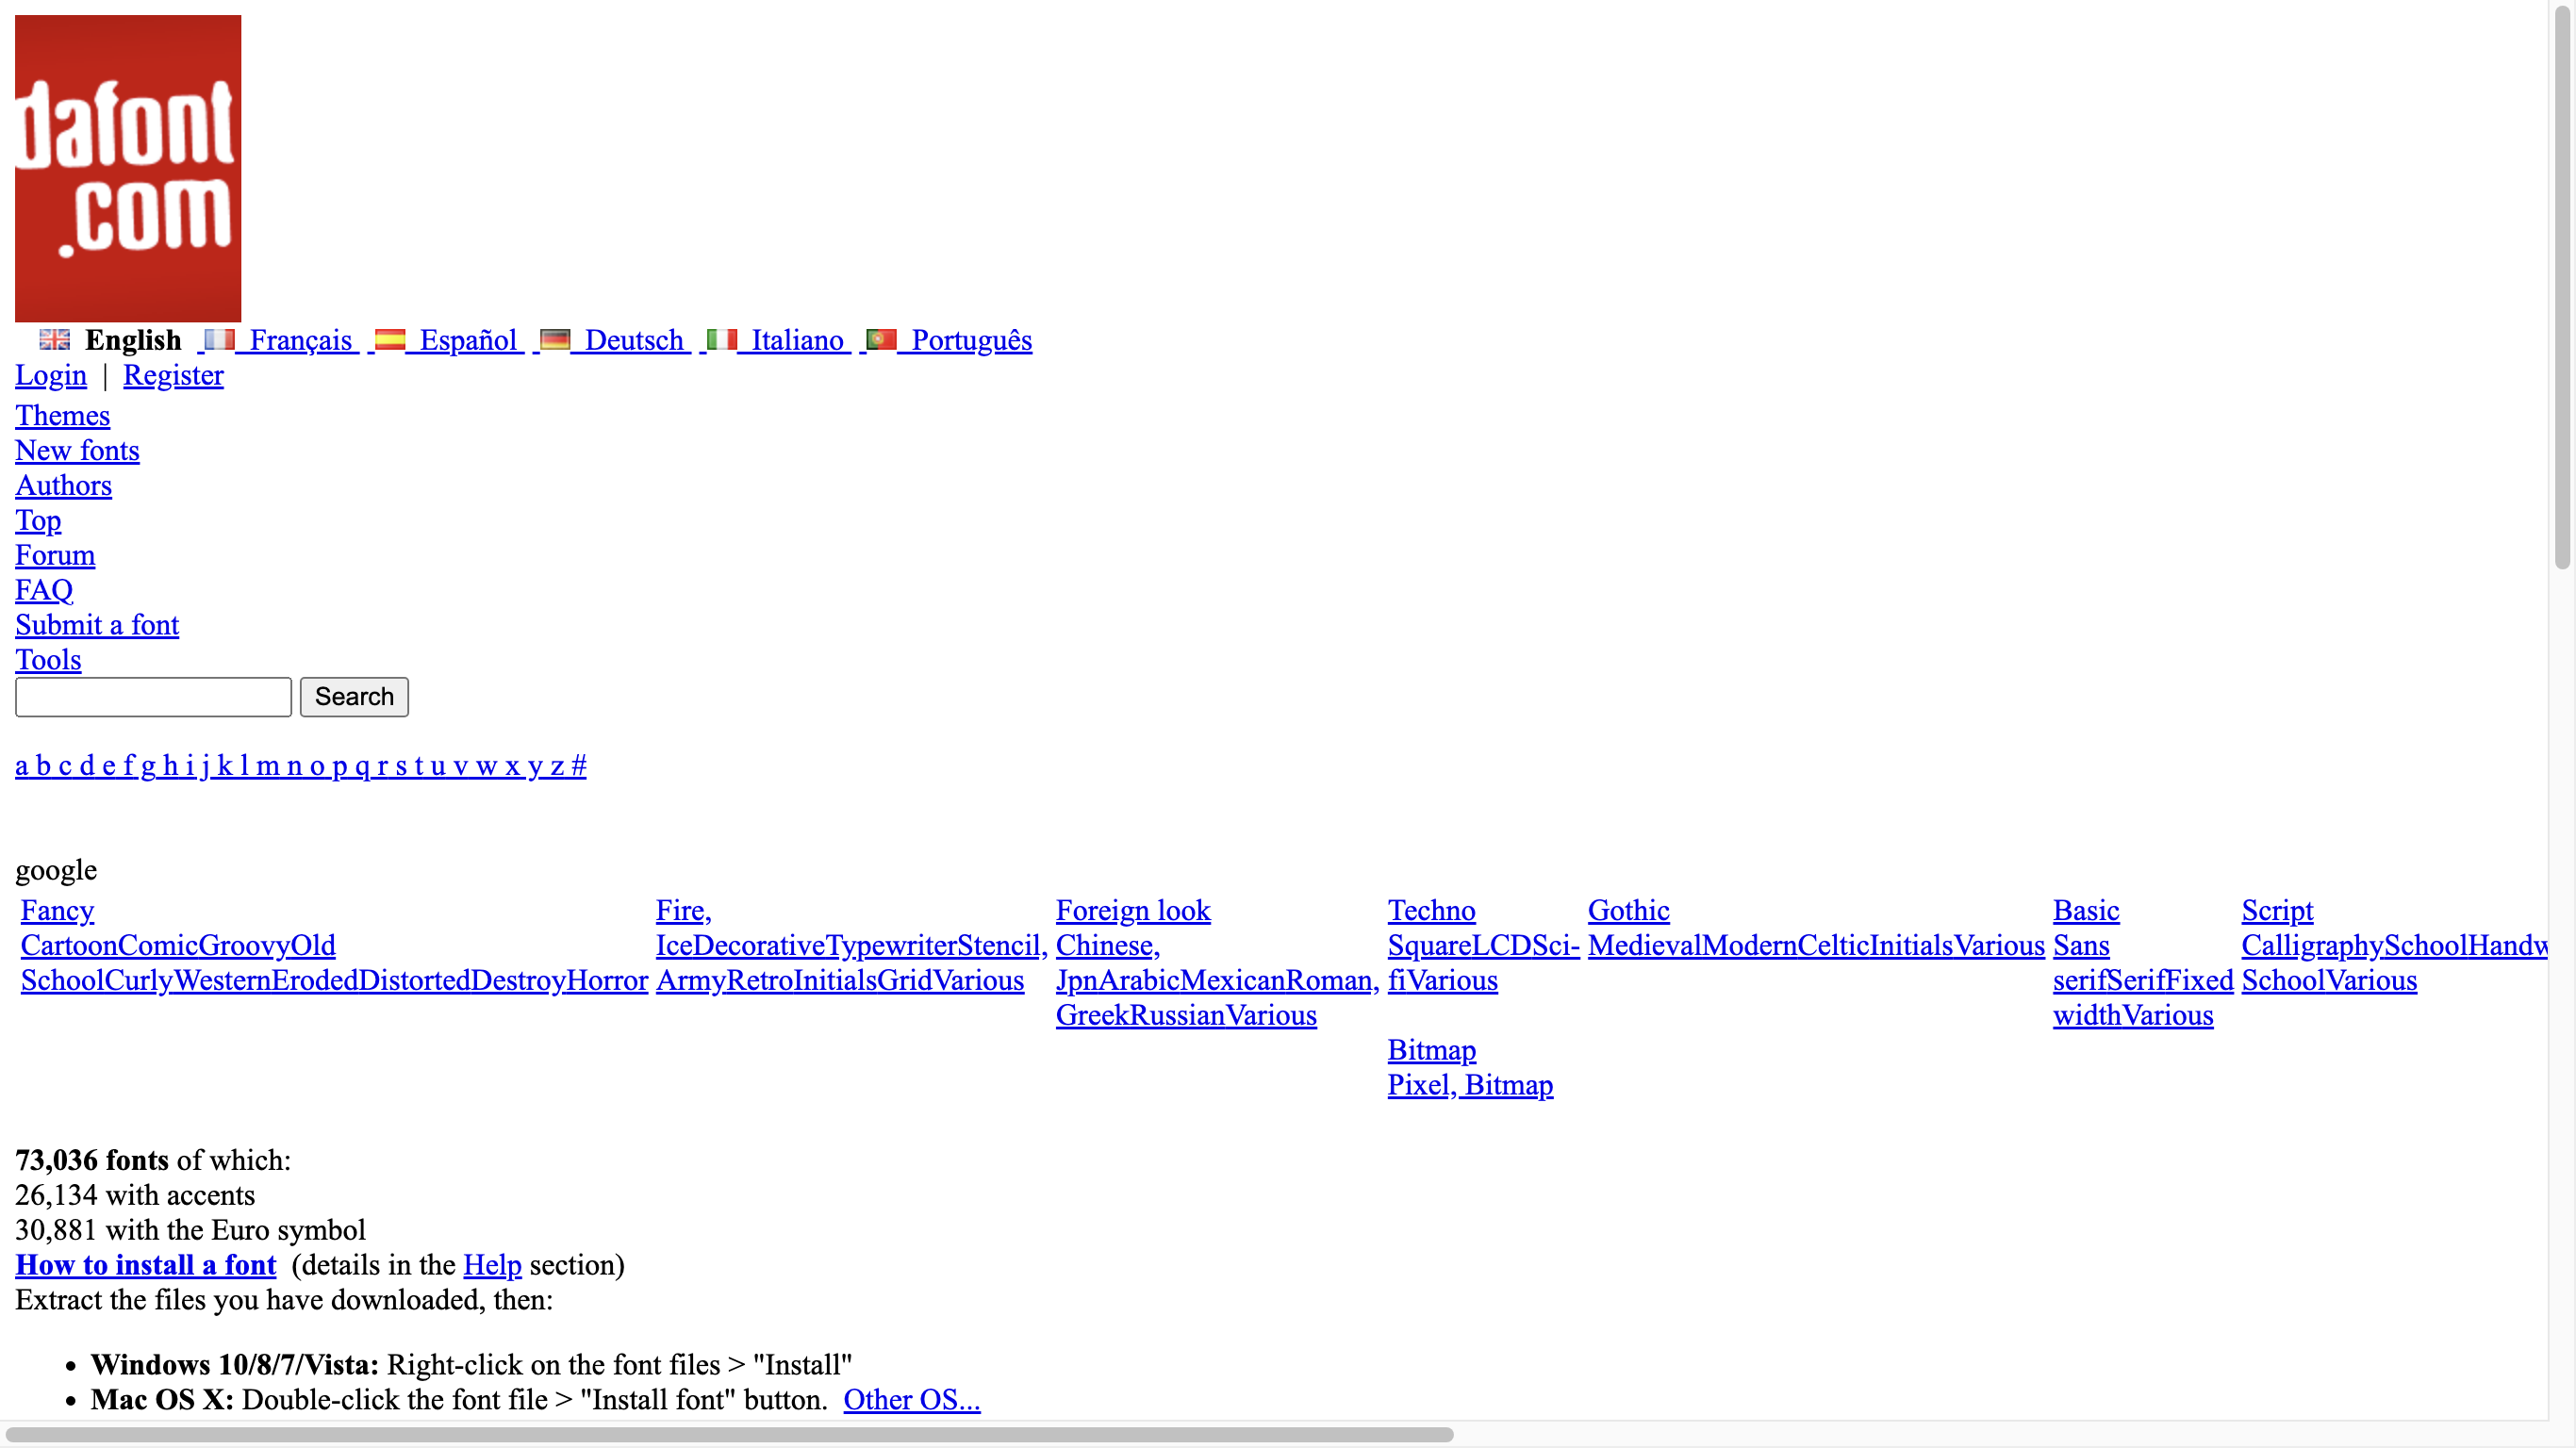 dafont
.com
English Français Español Deutsch Italiano Português
Login | Register
Themes
New fonts
Authors
Top
Forum
FAQ
Submit a font
Tools
Search
a b c d e f g h i j k l m n o p q r s t u v w x y z #
google
Fancy
CartoonComicGroovyOld
SchoolCurlyWesternErodedDistortedDestroyHorror
Fire,
IceDecorativeTypewriterStencil,
ArmyRetroInitialsGridVarious
Foreign look
Chinese,
JpnArabicMexicanRoman,
GreekRussianVarious
Techno
SquareLCDSci-
fiVarious
Bitmap
Pixel, Bitmap
Gothic
MedievalModernCelticInitialsVarious
Basic
Sans
serifSerifFixed
widthVarious
Script
CalligraphySchoolHandw
SchoolVarious
73,036 fonts of which:
26,134 with accents
30,881 with the Euro symbol
How to install a font (details in the Help section)
Extract the files you have downloaded, then:
• Windows 10/8/7/Vista: Right-click on the font files > "Install"
• Mac OS X: Double-click the font file > "Install font" button. Other OS...